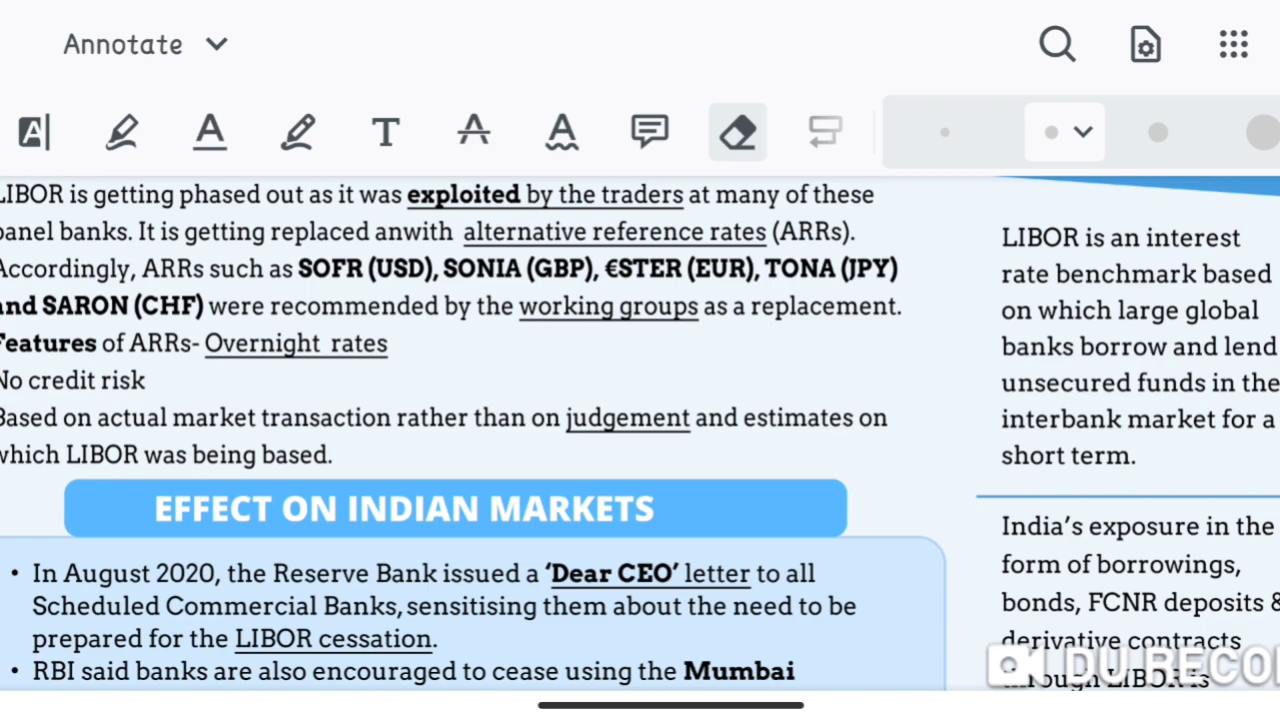 Annotate
LIBOR is getting phased out as it was exploited by the traders at many of these
panel banks. It is getting replaced anwith alternative reference rates (ARRs).
Accordingly, ARRs such as SOFR (USD), SONIA (GBP), €STER (EUR), TONA (JPY)
and SARON (CHF) were recommended by the working groups as a replacement.
Features of ARRs- Overnight rates
No credit risk
Based on actual market transaction rather than on judgement and estimates on
which LIBOR was being based.
EFFECT ON INDIAN MARKETS
• In August 2020, the Reserve Bank issued a ‘Dear CEO’ letter to all
Scheduled Commercial Banks, sensitising them about the need to be
prepared for the LIBOR cessation.
• RBI said banks are also encouraged to cease using the Mumbai
LIBOR is an interest
rate benchmark based
on which large global
banks borrow and lend
unsecured funds in the
interbank market for a
short term.
India’s exposure in the
form of borrowings,
bonds, FCNR deposits &
derivative contracts
through LIBOR is
DU RECO